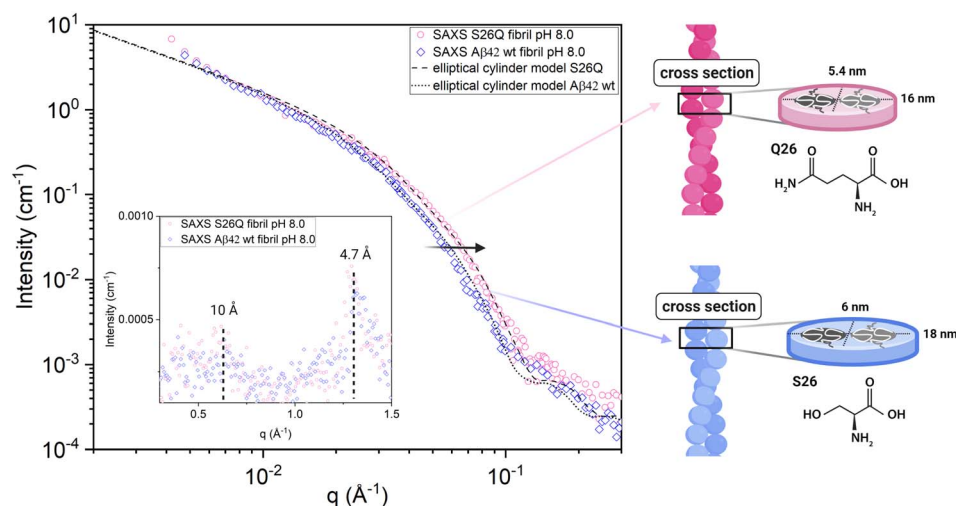 SAXS S26Q fibril pH 8.0
SAXS Aβ42 wt fibril pH 8.0
elliptical cylinder model S26Q
elliptical cylinder model Aβ42 wt
10¹
10⁰
10⁻¹
10⁻²
10⁻³
10⁻⁴
Intensity (cm⁻¹)
10⁻²
10⁻¹
q (Å⁻¹)
0.0010
0.0005
Intensity (cm⁻¹)
SAXS S26Q fibril pH 8.0
SAXS Aβ42 wt fibril pH 8.0
10 Å
4.7 Å
0.5
1.0
1.5
q (Å⁻¹)
cross section
5.4 nm
16 nm
Q26
O
O
H₂N
OH
NH₂
cross section
6 nm
18 nm
S26
O
HO
OH
NH₂